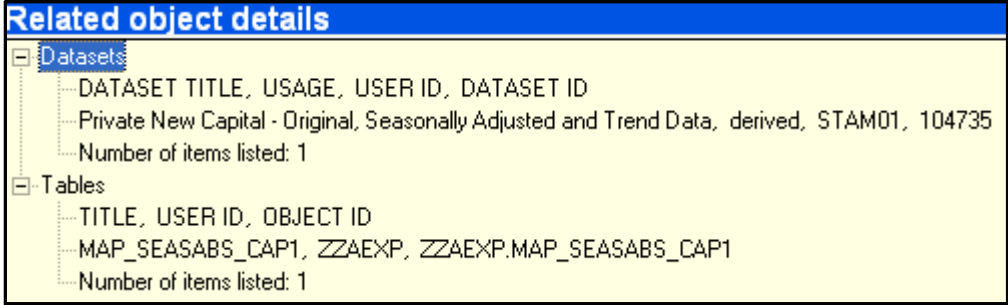 Related object details
Datasets
DATASET TITLE, USAGE, USER ID, DATASET ID
Private New Capital - Original, Seasonally Adjusted and Trend Data, derived, STAM01, 104735
Number of items listed: 1
Tables
TITLE, USER ID, OBJECT ID
MAP_SEASABS_CAP1, ZZAEXP, ZZAEXP.MAP_SEASABS_CAP1
Number of items listed: 1